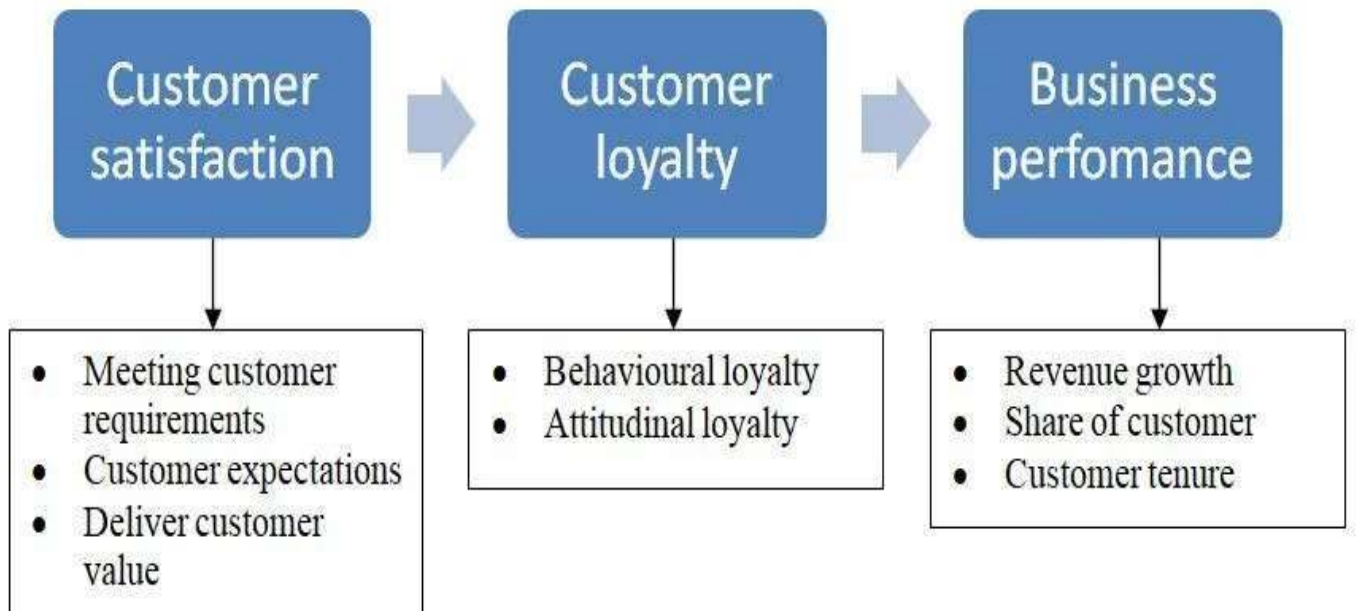 Customer
satisfaction
Customer
loyalty
Business
perfomance
• Meeting customer
requirements
• Customer expectations
• Deliver customer
value
• Behavioural loyalty
• Attitudinal loyalty
• Revenue growth
• Share of customer
• Customer tenure